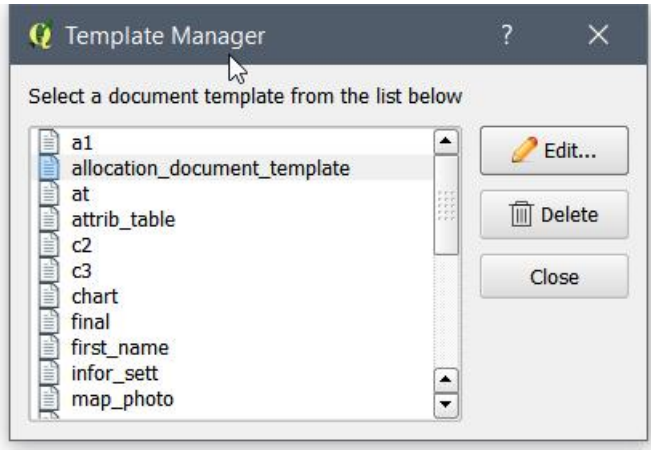 Template Manager
?
Select a document template from the list below
a1
allocation_document_template
at
attrib_table
c2
c3
chart
final
first_name
infor_sett
map_photo
Edit...
Delete
Close